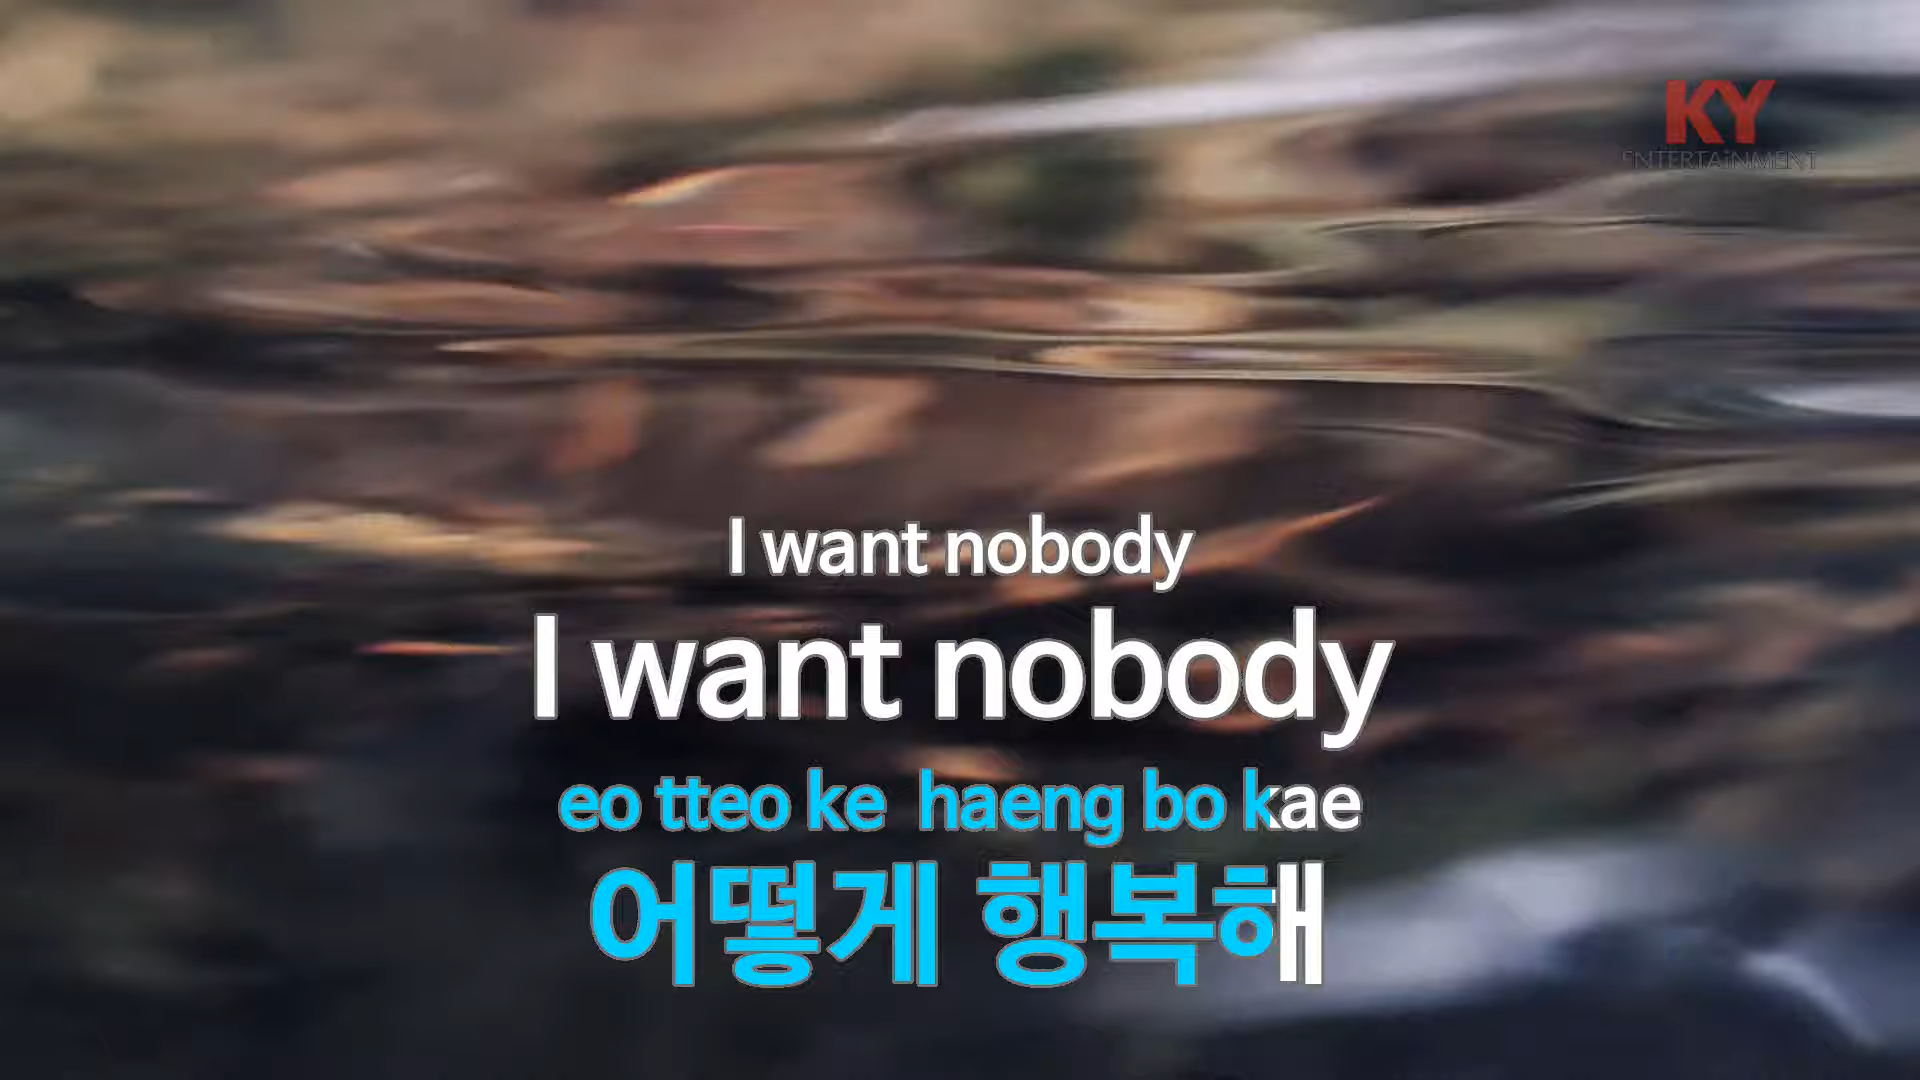 KY
ENTERTAiNMENT
I want nobody
I want nobody
eo tteo ke haeng bo kae
어떻게 행복해